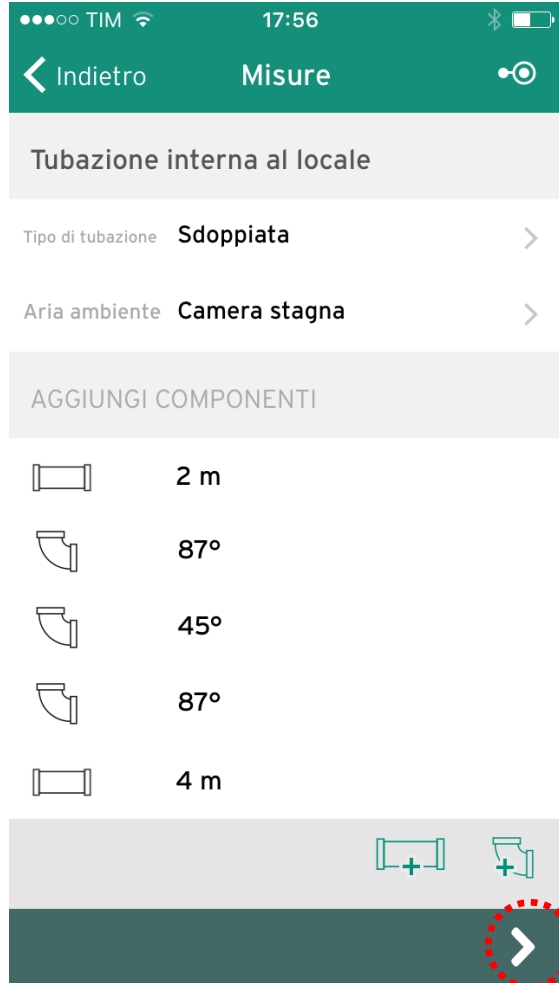 TIM 17:56
Indietro Misure
Tubazione interna al locale
Tipo di tubazione Sdoppiata
Aria ambiente Camera stagna
AGGIUNGI COMPONENTI
2 m
87°
45°
87°
4 m